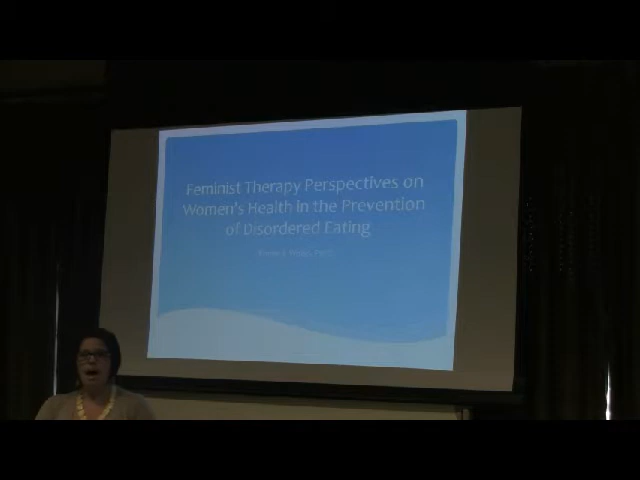 Feminist Therapy Perspectives on
Women's Health in the Prevention
of Disordered Eating